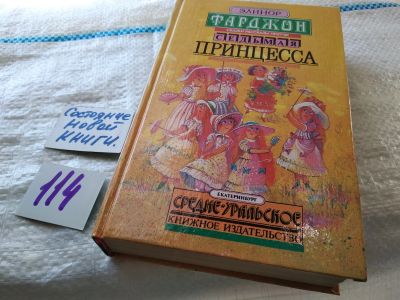 ЭЛИНОР
ФАРДЖОН
СЕДЬМАЯ
ПРИНЦЕССА
Состояние
новой
книги.
114
ЕКАТЕРИНБУРГ
СРЕДНЕ-УРАЛЬСКОЕ
КНИЖНОЕ ИЗДАТЕЛЬСТВО